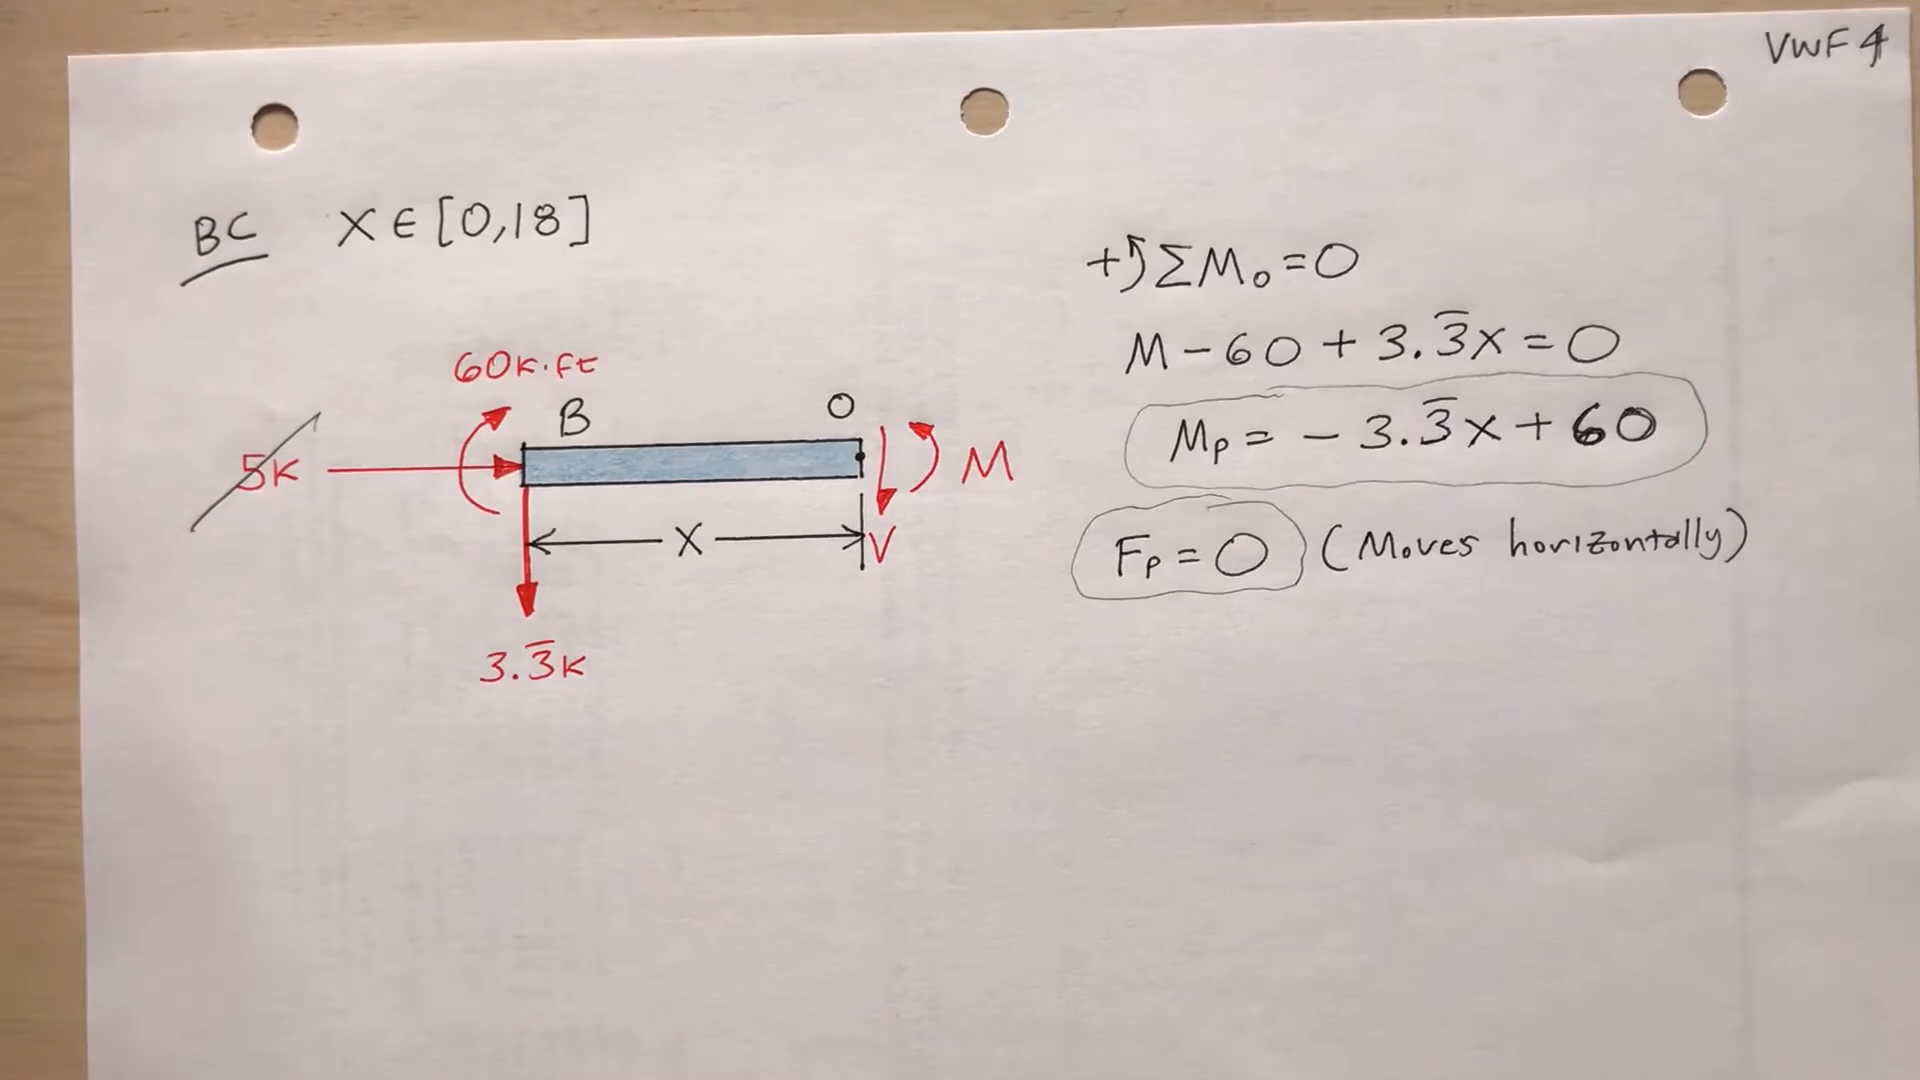 VWF 4
BC X ∈ [0,18]
60K·ft
B
O
5K
M
X
V
3.3̅K
+↺ ΣMₒ = 0
M - 60 + 3.3̅x = 0
Mₚ = - 3.3̅x + 60
Fₚ = 0 (Moves horizontally)